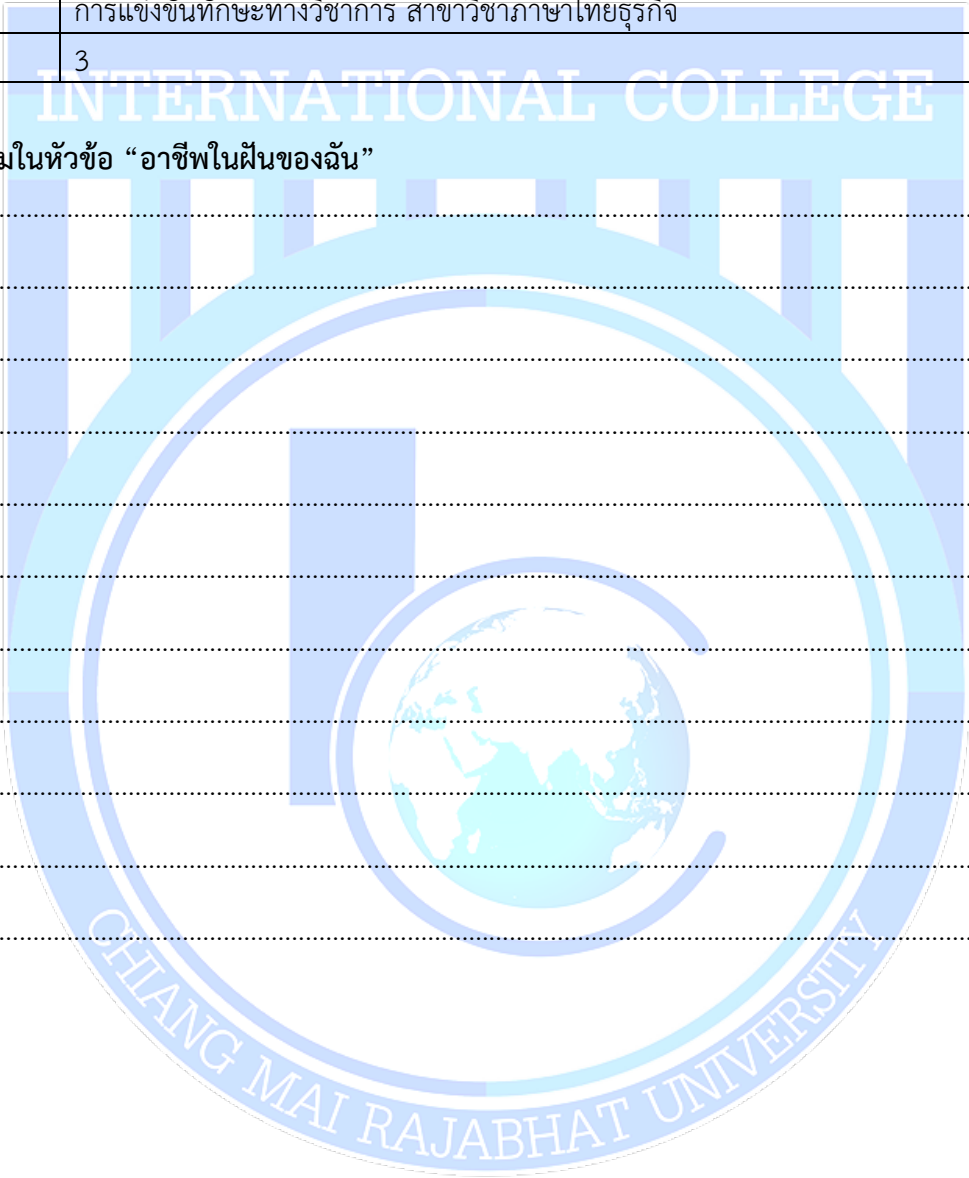 การแข่งขันทักษะทางวิชาการ สาขาวิชาภาษาไทยธุรกิจ
3
INTERNATIONAL COLLEGE
ในหัวข้อ “อาชีพในฝันของฉัน”
CHIANG MAI RAJABHAT UNIVERSITY